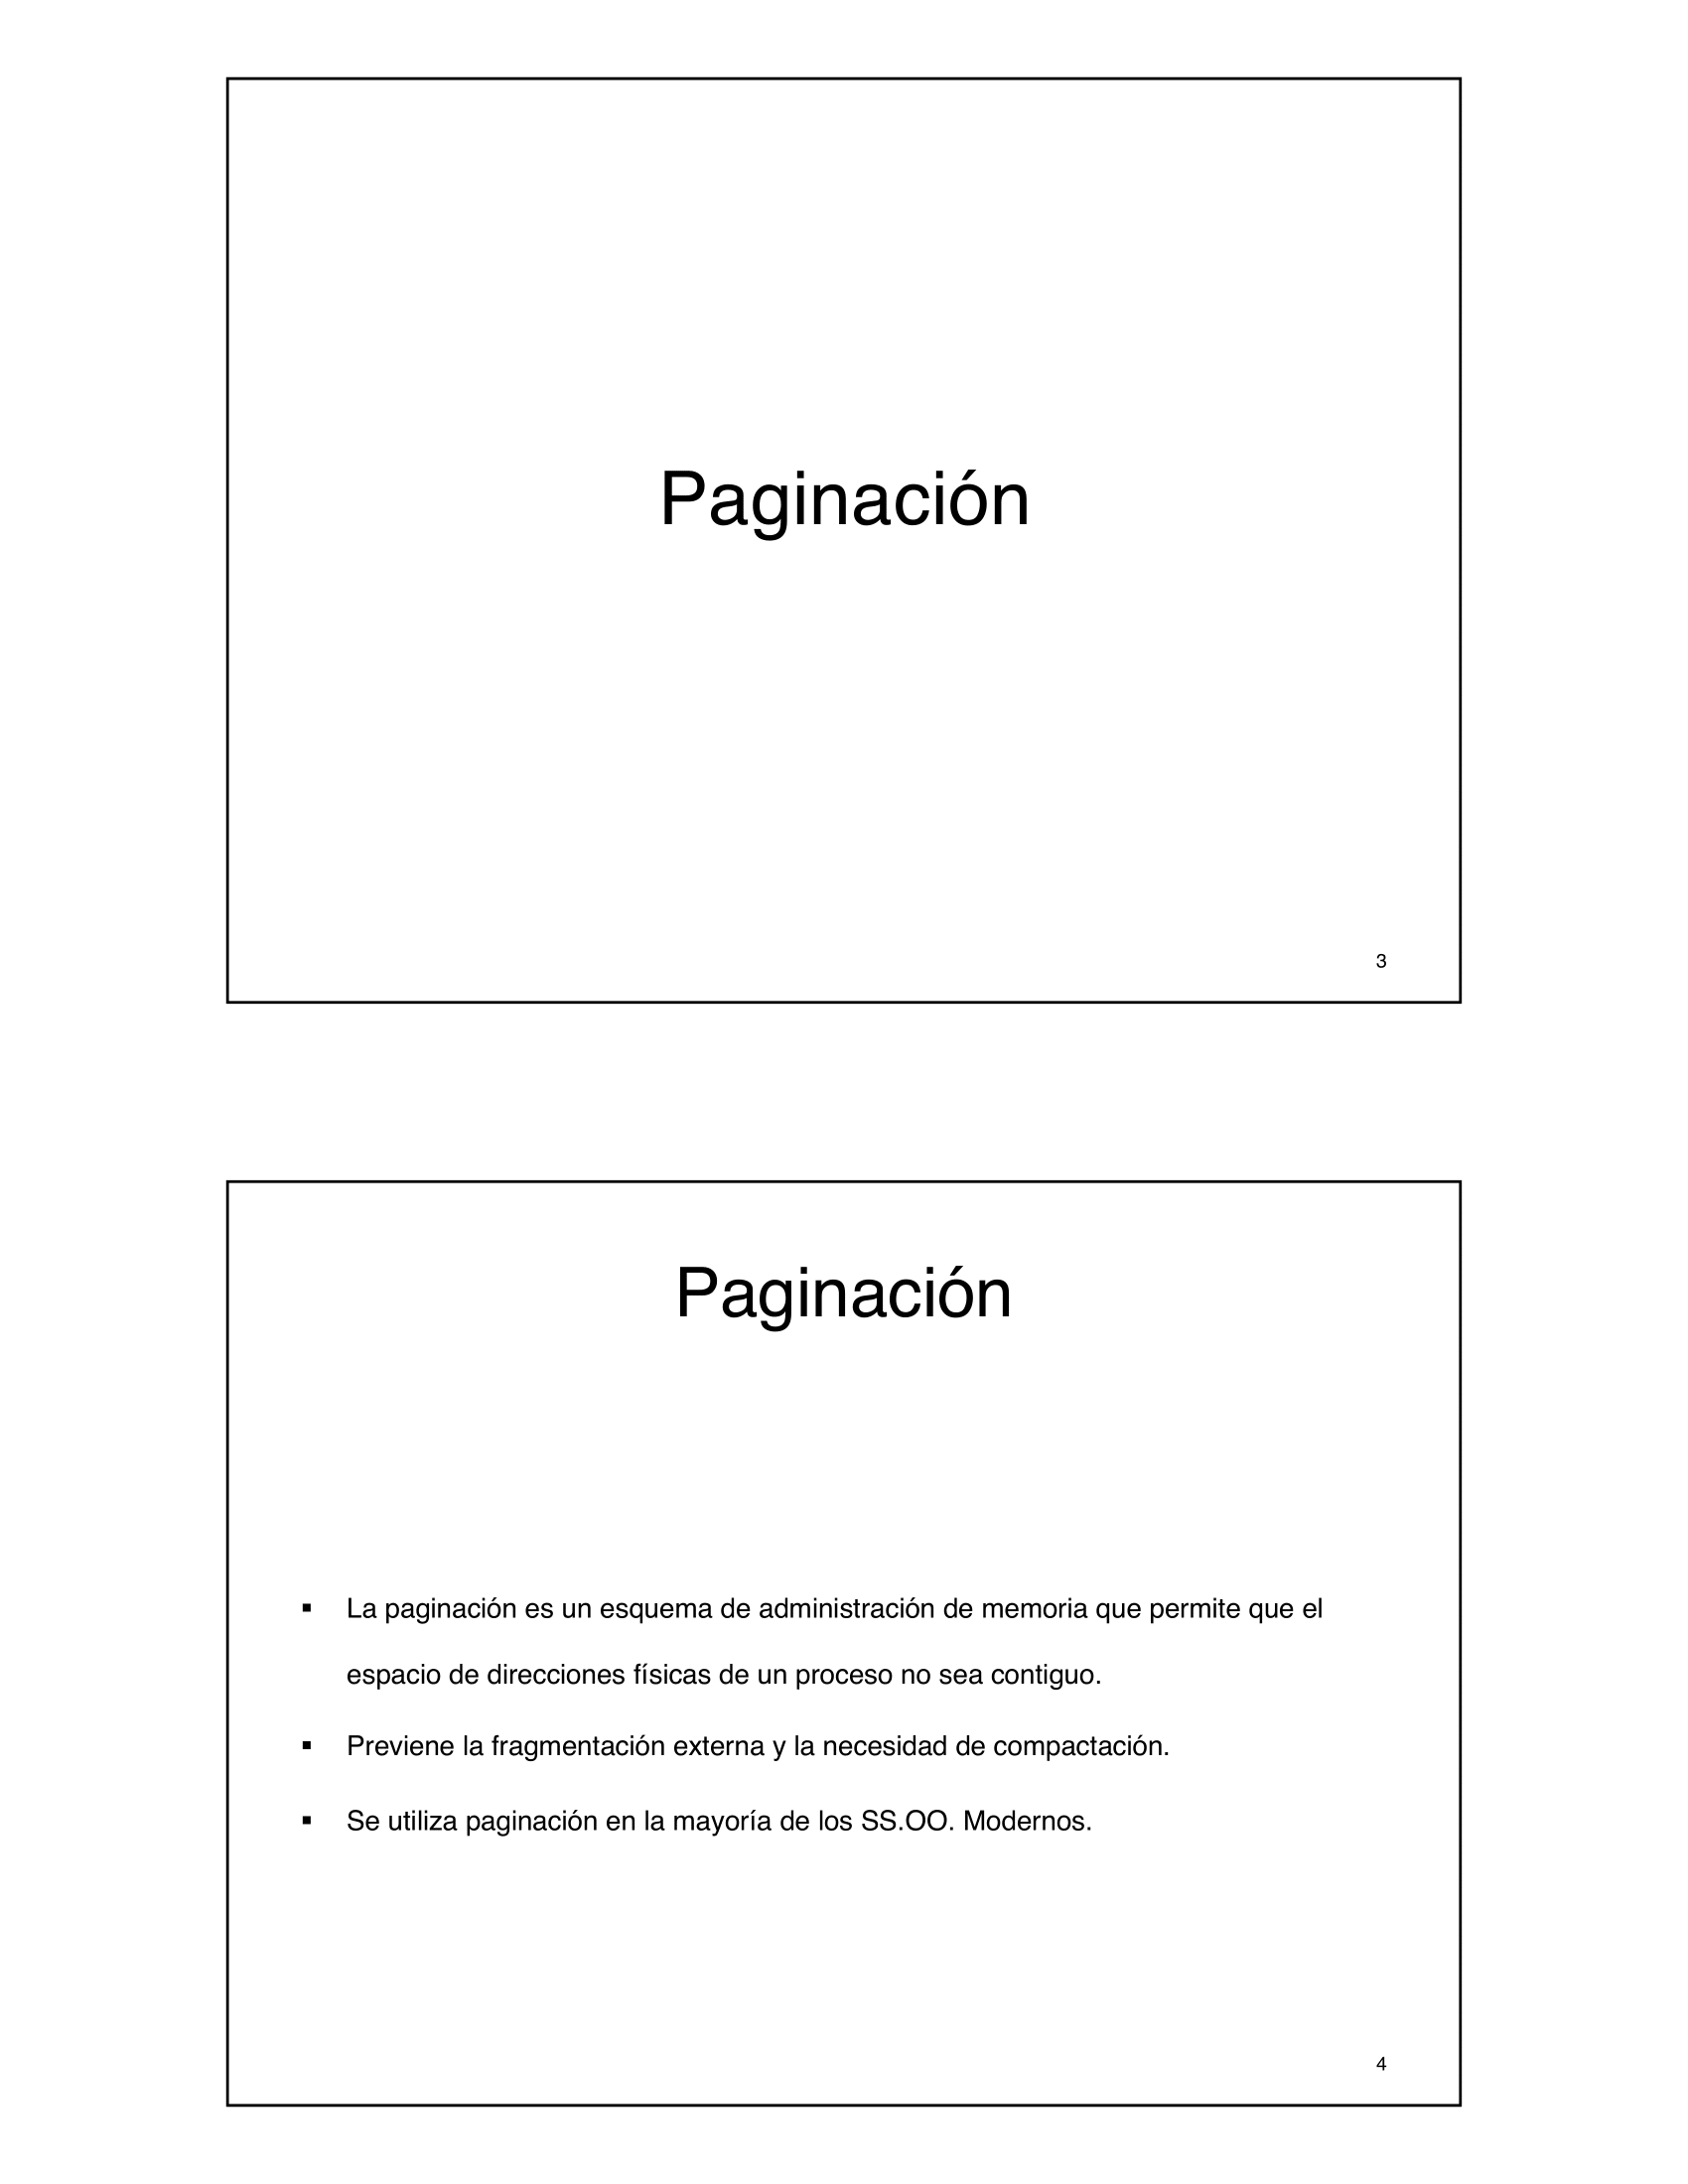 Paginación
3
Paginación
▪ La paginación es un esquema de administración de memoria que permite que el
espacio de direcciones físicas de un proceso no sea contiguo.
▪ Previene la fragmentación externa y la necesidad de compactación.
▪ Se utiliza paginación en la mayoría de los SS.OO. Modernos.
4